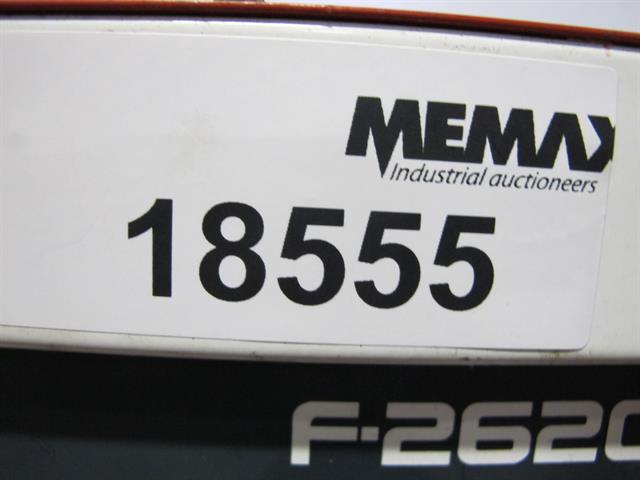 MEMAX
Industrial auctioneers
18555
F-2620